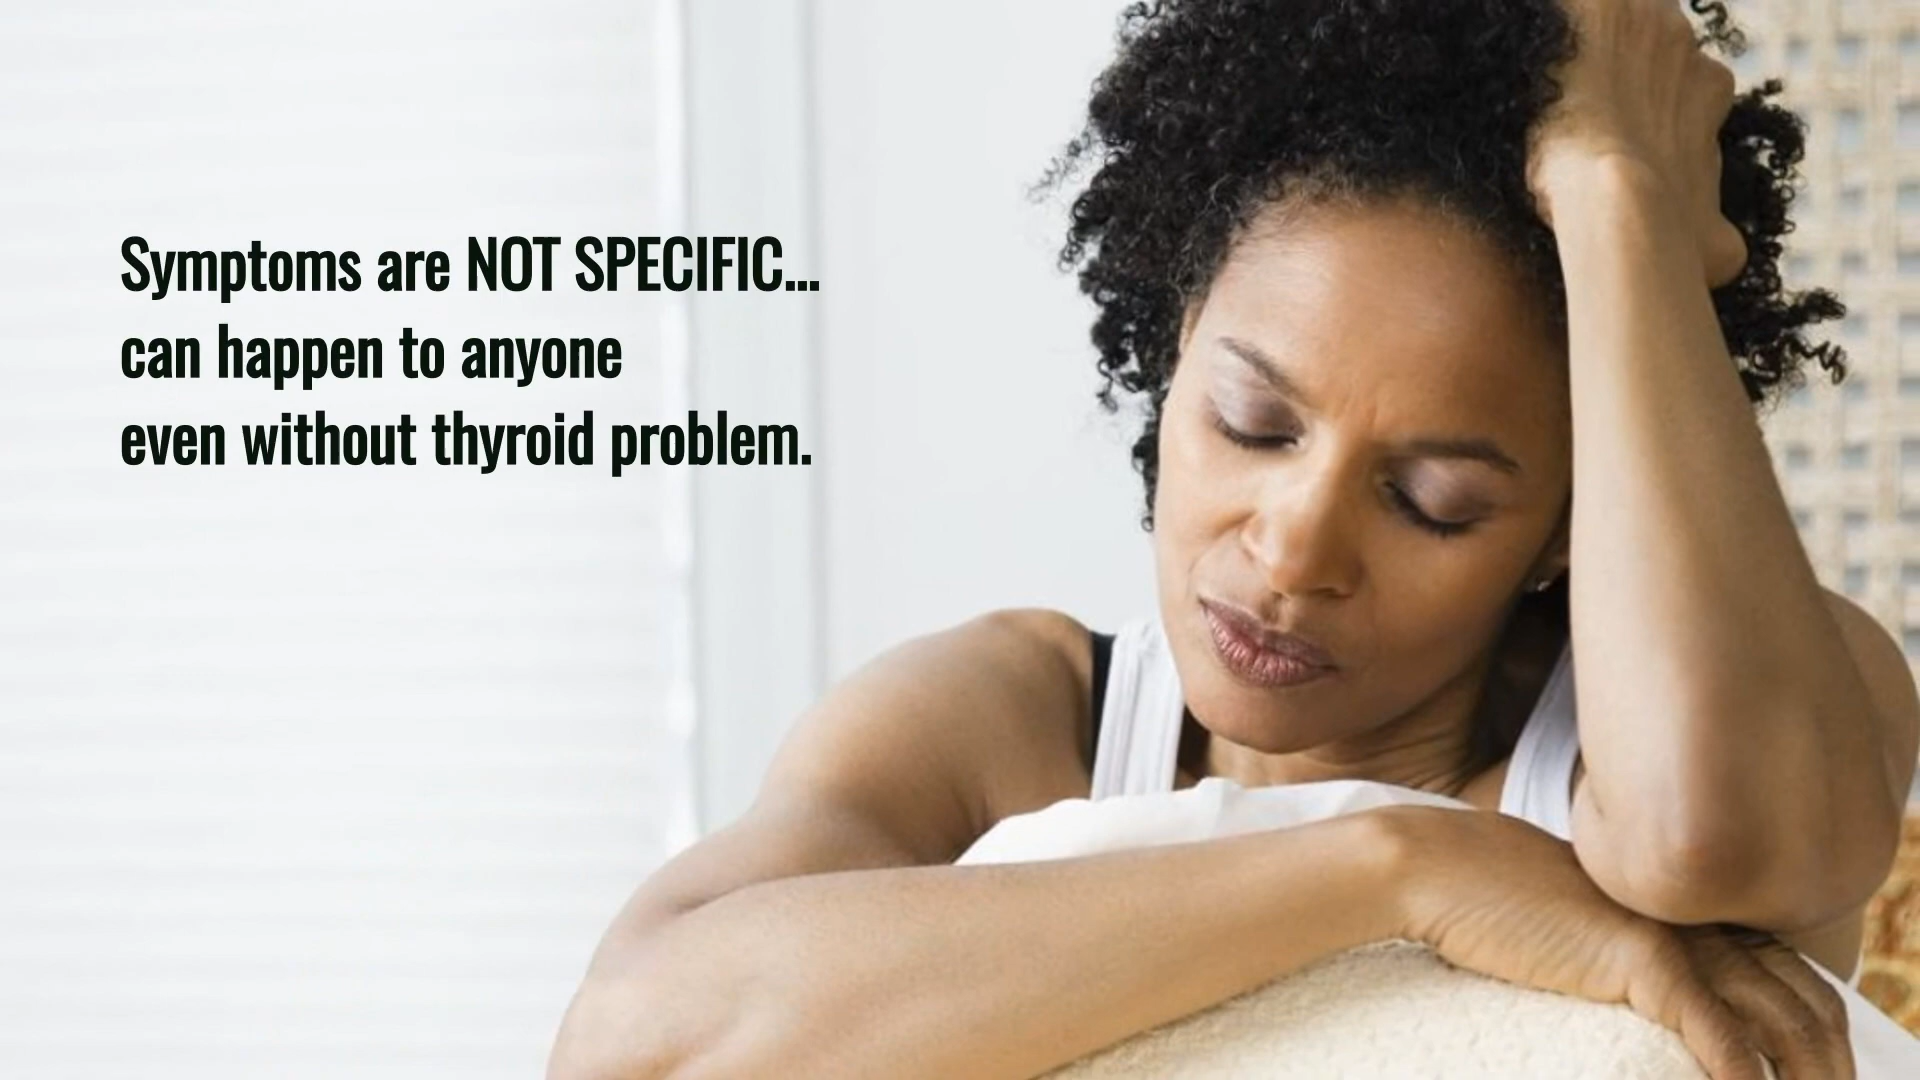 Symptoms are NOT SPECIFIC...
can happen to anyone
even without thyroid problem.